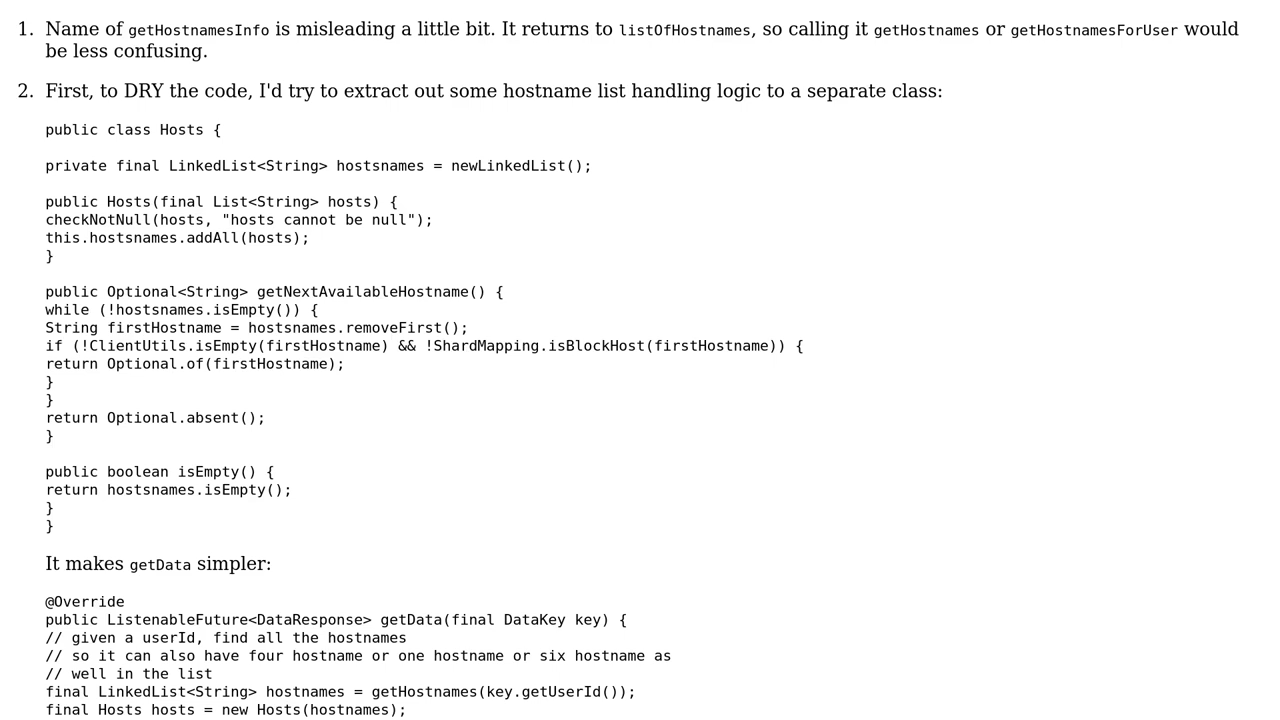 1. Name of getHostnamesInfo is misleading a little bit. It returns to listOfHostnames, so calling it getHostnames or getHostnamesForUser would
be less confusing.
2. First, to DRY the code, I'd try to extract out some hostname list handling logic to a separate class:
public class Hosts {
private final LinkedList<String> hostsnames = newLinkedList();
public Hosts(final List<String> hosts) {
checkNotNull(hosts, "hosts cannot be null");
this.hostsnames.addAll(hosts);
}
public Optional<String> getNextAvailableHostname() {
while (!hostsnames.isEmpty()) {
String firstHostname = hostsnames.removeFirst();
if (!ClientUtils.isEmpty(firstHostname) && !ShardMapping.isBlockHost(firstHostname)) {
return Optional.of(firstHostname);
}
}
return Optional.absent();
}
public boolean isEmpty() {
return hostsnames.isEmpty();
}
}
It makes getData simpler:
@Override
public ListenableFuture<DataResponse> getData(final DataKey key) {
// given a userId, find all the hostnames
// so it can also have four hostname or one hostname or six hostname as
// well in the list
final LinkedList<String> hostnames = getHostnames(key.getUserId());
final Hosts hosts = new Hosts(hostnames);